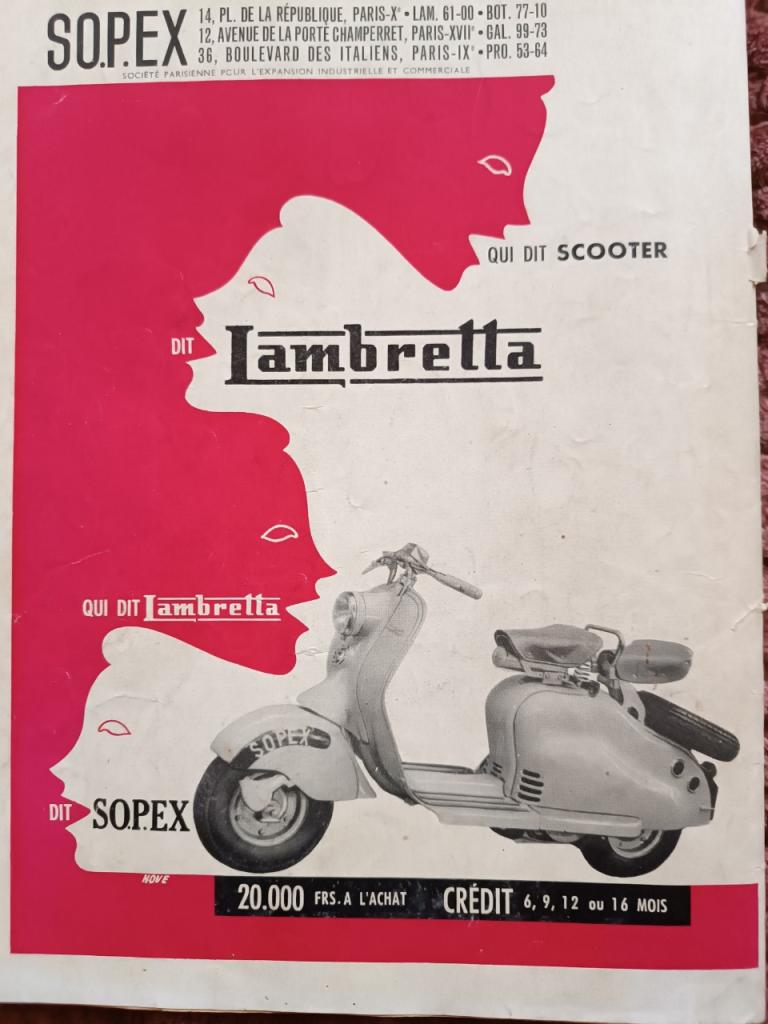 SO.P.EX
14, PL. DE LA RÉPUBLIQUE, PARIS-Xᵉ • LAM. 61-00 • BOT. 77-10
12, AVENUE DE LA PORTE CHAMPERRET, PARIS-XVIIᵉ • GAL. 99-73
36, BOULEVARD DES ITALIENS, PARIS-IXᵉ • PRO. 53-64
SOCIÉTÉ PARISIENNE POUR L'EXPANSION INDUSTRIELLE ET COMMERCIALE
QUI DIT SCOOTER
DIT Lambretta
QUI DIT Lambretta
SOPEX
DIT SO.P.EX
HOVE
20.000 FRS. A L'ACHAT CRÉDIT 6, 9, 12 ou 16 MOIS